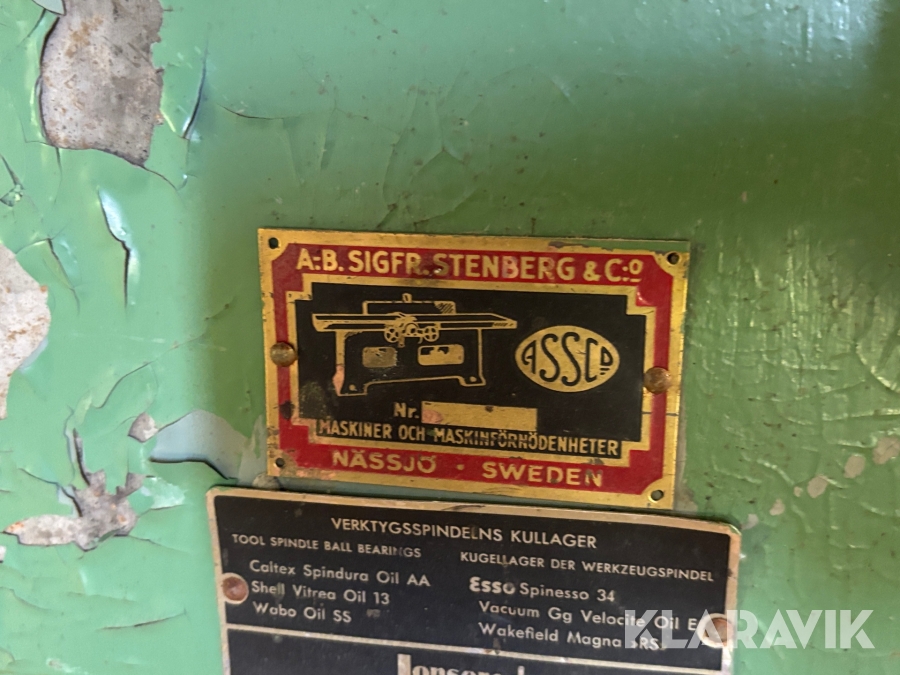 A.-B. SIGFR. STENBERG & C:o
ASSCO
Nr.
MASKINER OCH MASKINFÖRNÖDENHETER
NÄSSJÖ · SWEDEN
VERKTYGSSPINDELNS KULLAGER
TOOL SPINDLE BALL BEARINGS
KUGELLAGER DER WERKZEUGSPINDEL
Caltex Spindura Oil AA
Shell Vitrea Oil 13
Wabo Oil SS
Esso Spinesso 34
Vacuum Gg Velocite Oil E
Wakefield Magna
KLARAVIK